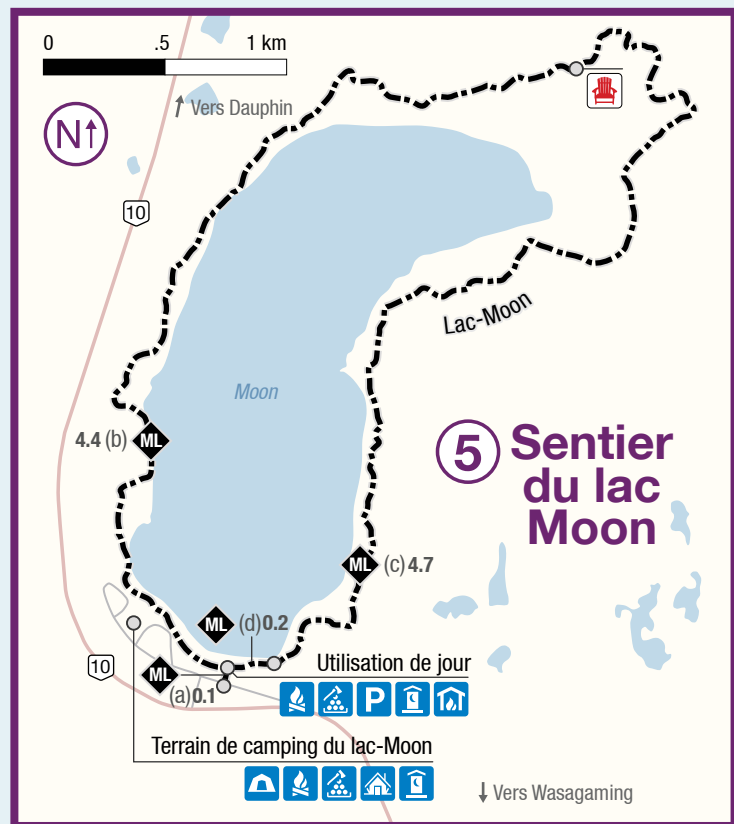 0 .5 1 km
Vers Dauphin
N
10
Lac-Moon
Moon
5 Sentier
du lac
Moon
4.4 (b) ML
ML (c) 4.7
ML (d) 0.2
10
ML (a) 0.1
Utilisation de jour
P
Terrain de camping du lac-Moon
Vers Wasagaming